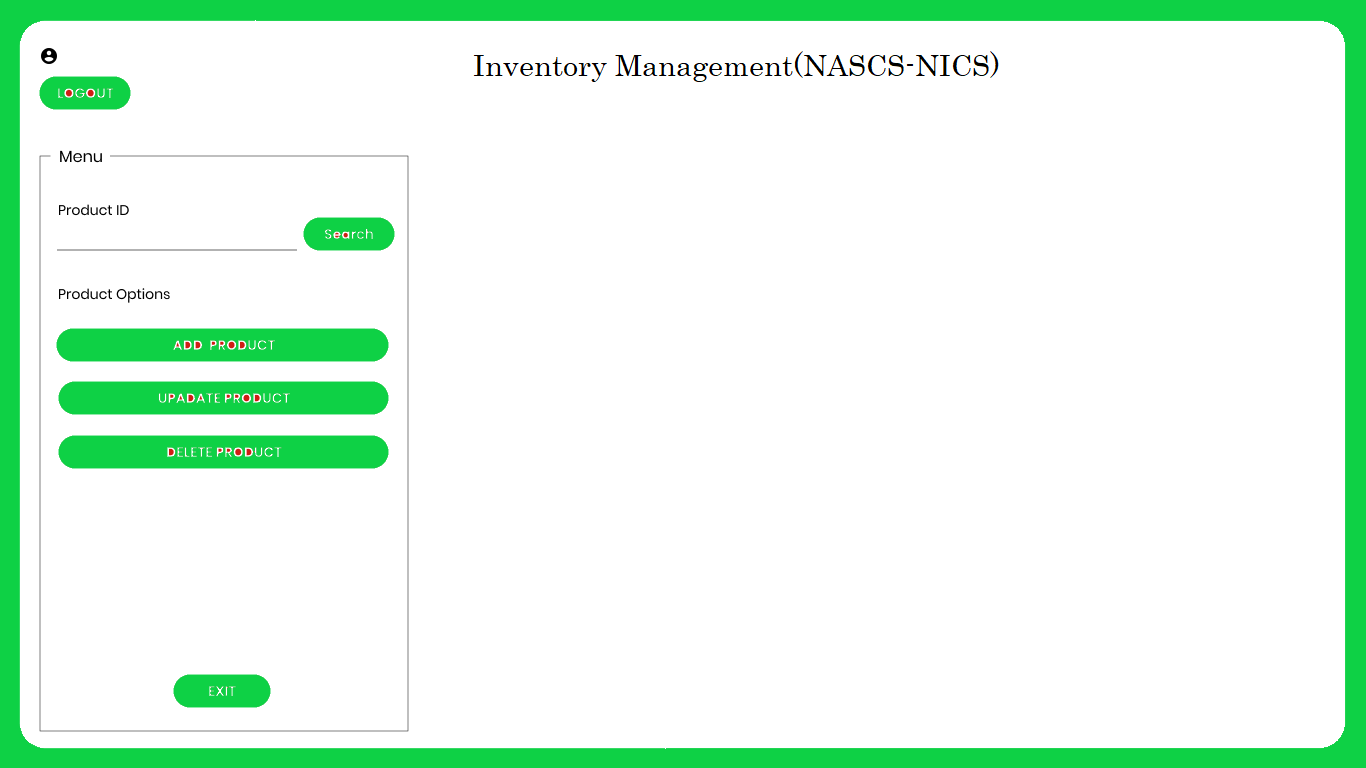 Inventory Management(NASCS-NICS)
LOGOUT
Menu
Product ID
Search
Product Options
ADD PRODUCT
UPADATE PRODUCT
DELETE PRODUCT
EXIT